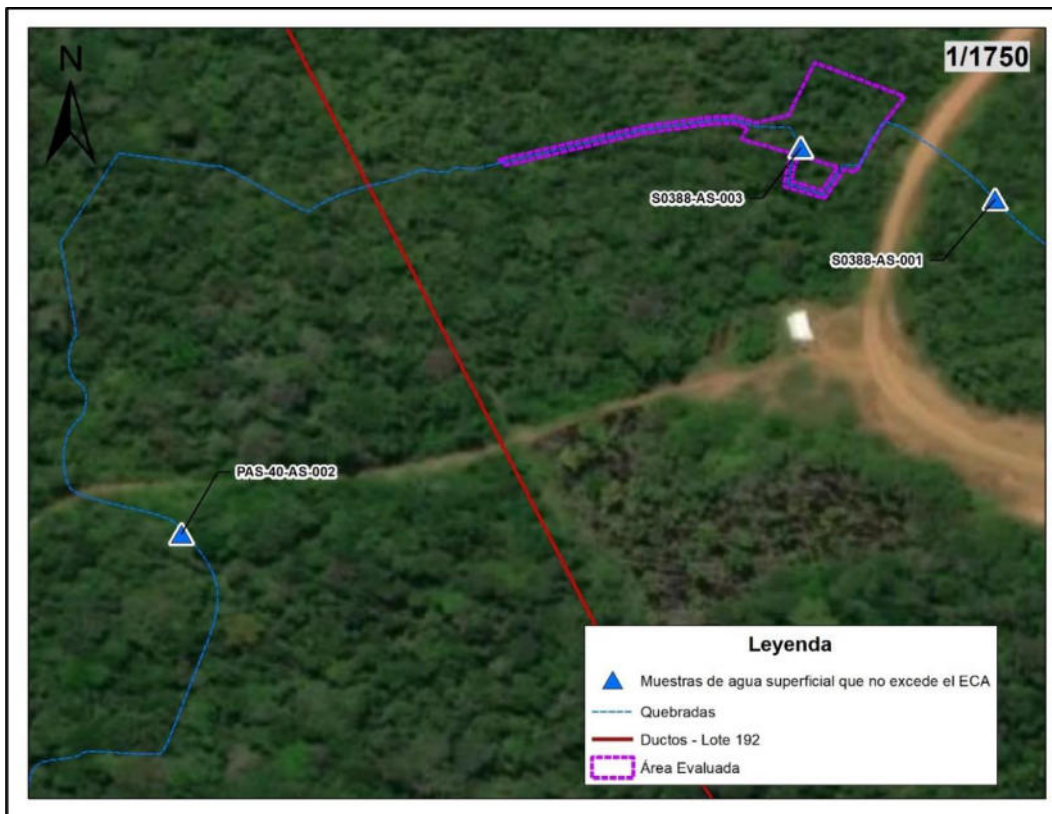 N
1/1750
S0388-AS-003
S0388-AS-001
PAS-40-AS-002
Leyenda
Muestras de agua superficial que no excede el ECA
Quebradas
Ductos - Lote 192
Área Evaluada